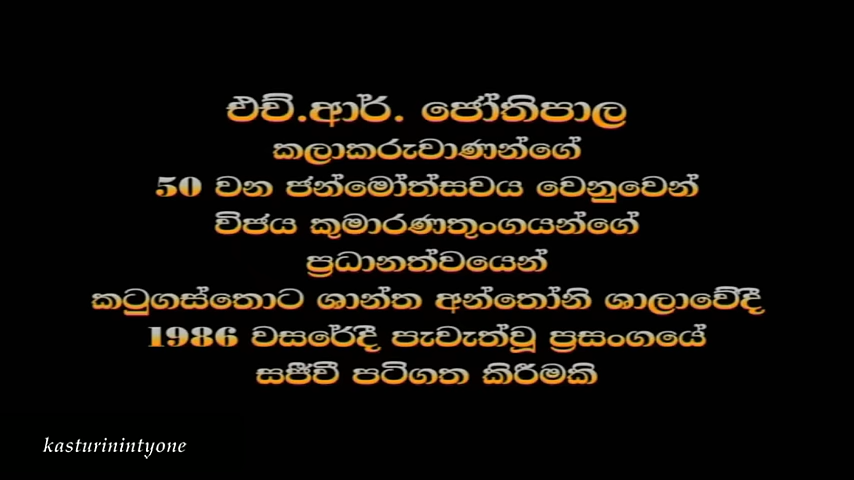 එච්.ආර්. ජෝතිපාල
කලාකරුවාණන්ගේ
50 වන ජන්මෝත්සවය වෙනුවෙන්
විජය කුමාරණතුංගයන්ගේ
ප්‍රධානත්වයෙන්
කටුගස්තොට ශාන්ත අන්තෝනි ශාලාවේදී
1986 වසරේදී පැවැත්වූ ප්‍රසංගයේ
සජීවී පටිගත කිරීමකි
kasturinintyone